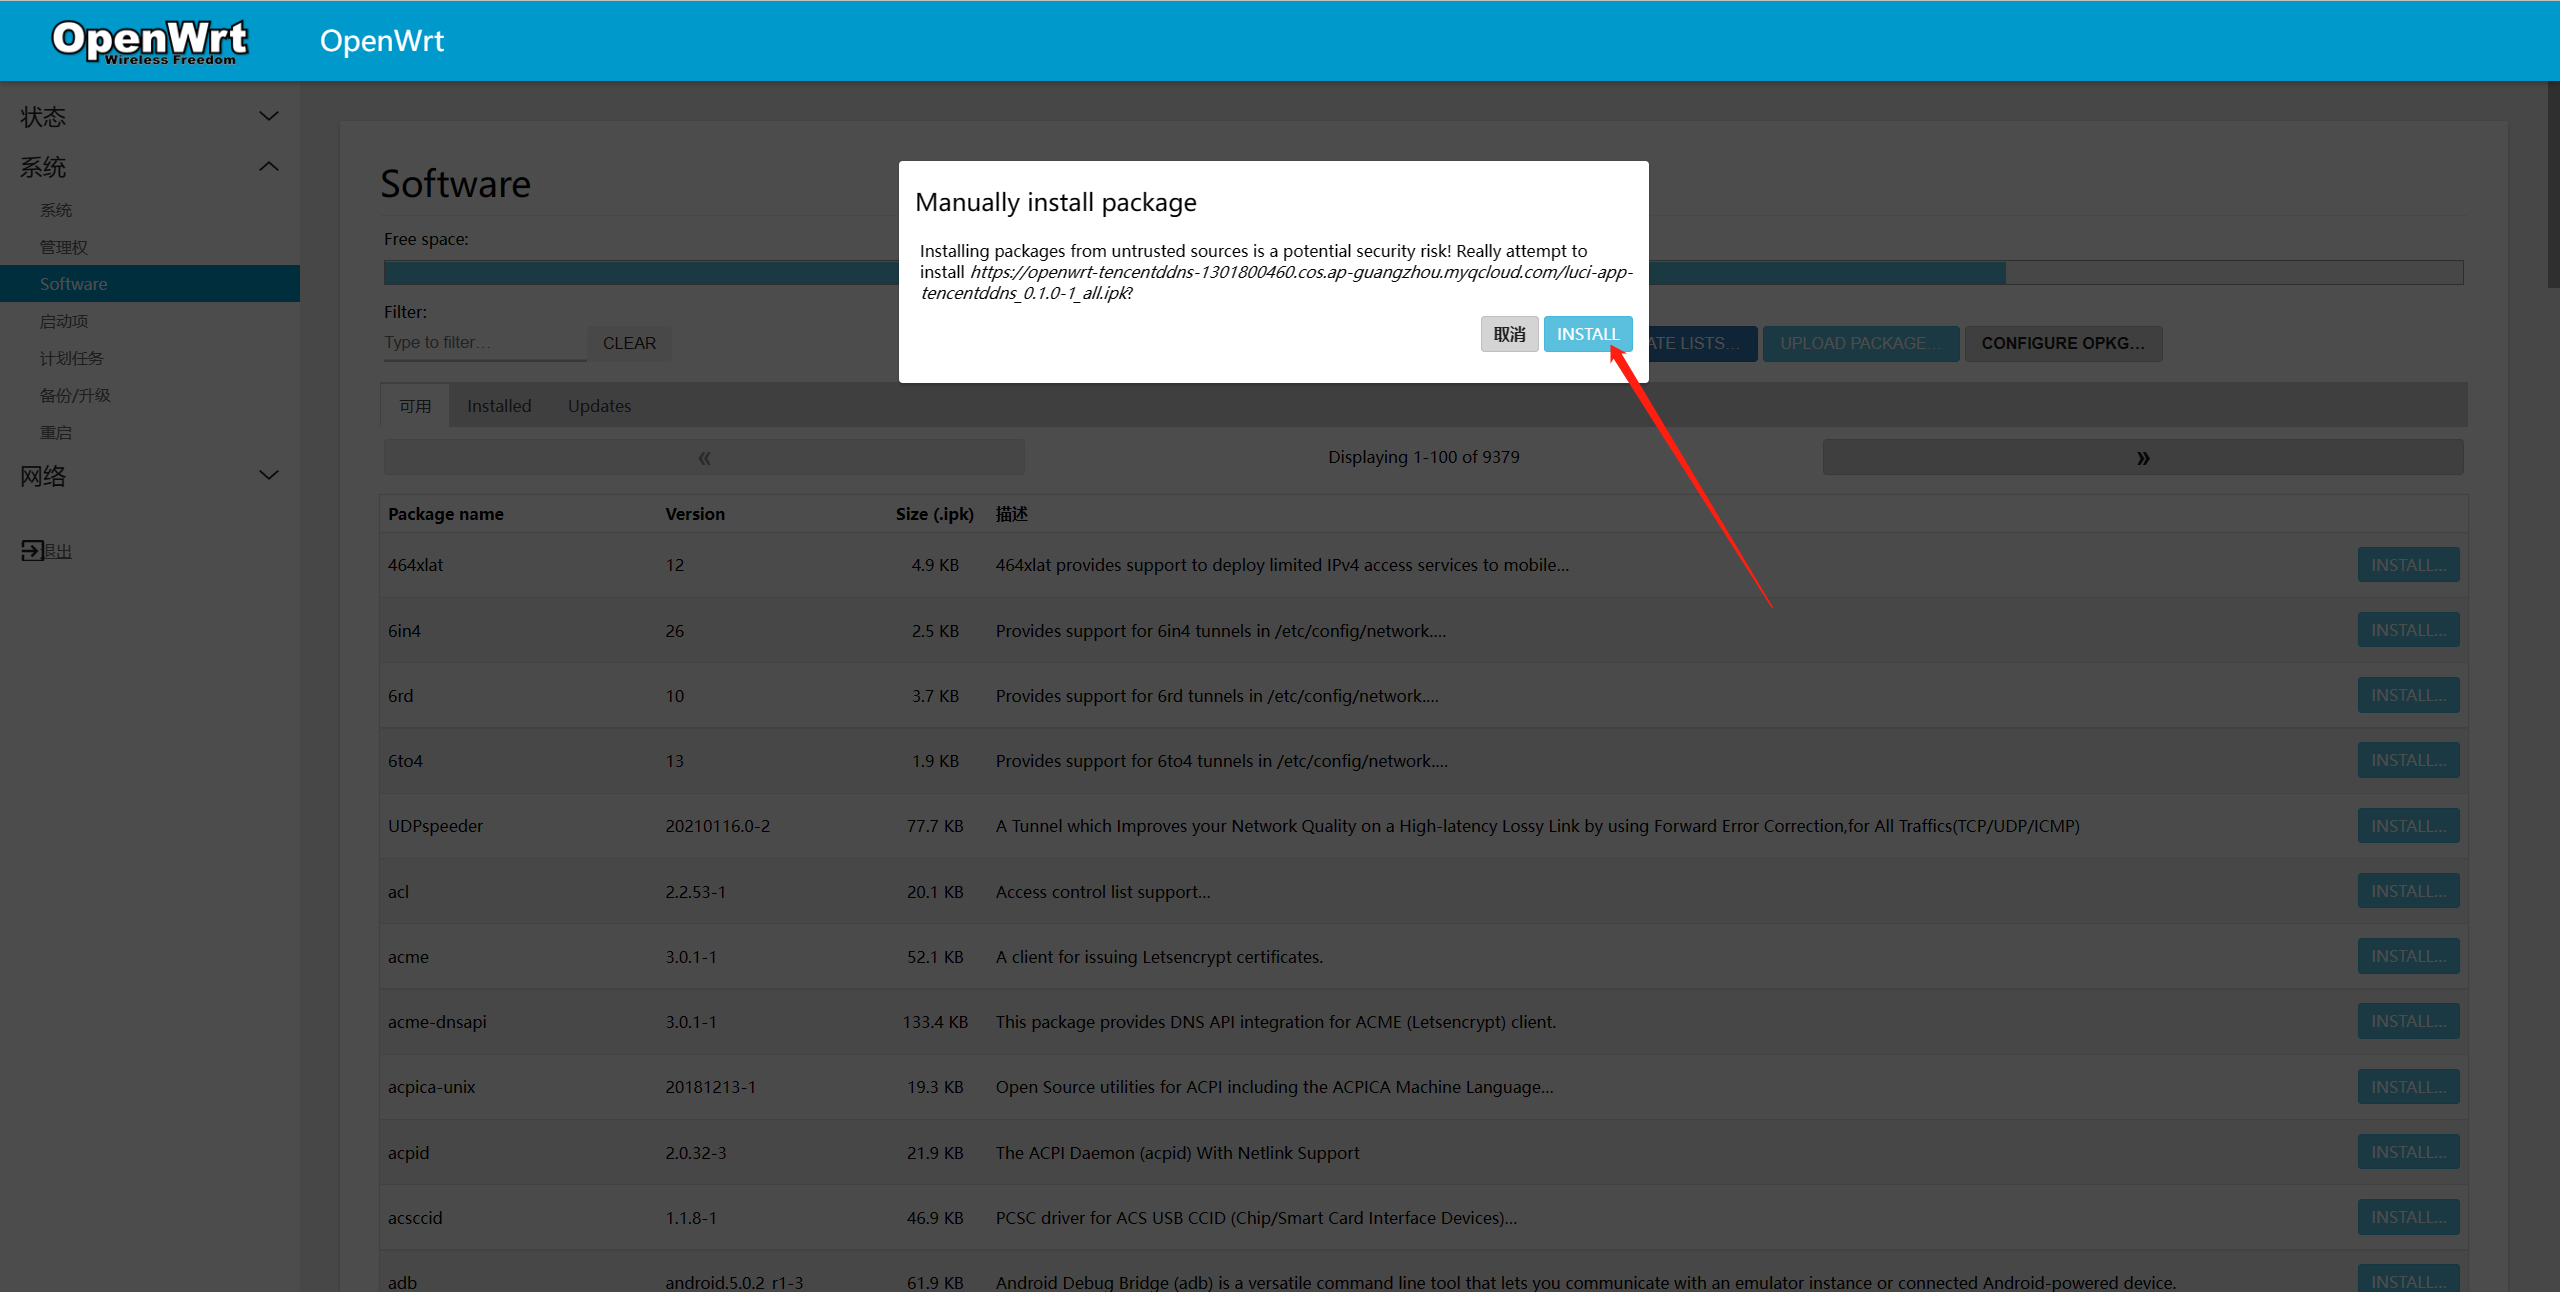 OpenWrt
Wireless Freedom
OpenWrt
状态
系统
系统
管理权
Software
启动项
计划任务
备份/升级
重启
网络
退出
Software
Free space:
Filter:
Type to filter…
CLEAR
ATE LISTS…
UPLOAD PACKAGE…
CONFIGURE OPKG…
Manually install package
Installing packages from untrusted sources is a potential security risk! Really attempt to
install https://openwrt-tencentddns-1301800460.cos.ap-guangzhou.myqcloud.com/luci-app-
tencentddns_0.1.0-1_all.ipk?
取消 INSTALL
可用 Installed Updates
« Displaying 1-100 of 9379 »
Package name Version Size (.ipk) 描述
464xlat 12 4.9 KB 464xlat provides support to deploy limited IPv4 access services to mobile... INSTALL…
6in4 26 2.5 KB Provides support for 6in4 tunnels in /etc/config/network.... INSTALL…
6rd 10 3.7 KB Provides support for 6rd tunnels in /etc/config/network.... INSTALL…
6to4 13 1.9 KB Provides support for 6to4 tunnels in /etc/config/network.... INSTALL…
UDPspeeder 20210116.0-2 77.7 KB A Tunnel which Improves your Network Quality on a High-latency Lossy Link by using Forward Error Correction,for All Traffics(TCP/UDP/ICMP) INSTALL…
acl 2.2.53-1 20.1 KB Access control list support... INSTALL…
acme 3.0.1-1 52.1 KB A client for issuing Letsencrypt certificates. INSTALL…
acme-dnsapi 3.0.1-1 133.4 KB This package provides DNS API integration for ACME (Letsencrypt) client. INSTALL…
acpica-unix 20181213-1 19.3 KB Open Source utilities for ACPI including the ACPICA Machine Language... INSTALL…
acpid 2.0.32-3 21.9 KB The ACPI Daemon (acpid) With Netlink Support INSTALL…
acsccid 1.1.8-1 46.9 KB PCSC driver for ACS USB CCID (Chip/Smart Card Interface Devices)... INSTALL…
adb android.5.0.2_r1-3 61.9 KB Android Debug Bridge (adb) is a versatile command line tool that lets you communicate with an emulator instance or connected Android-powered device. INSTALL…